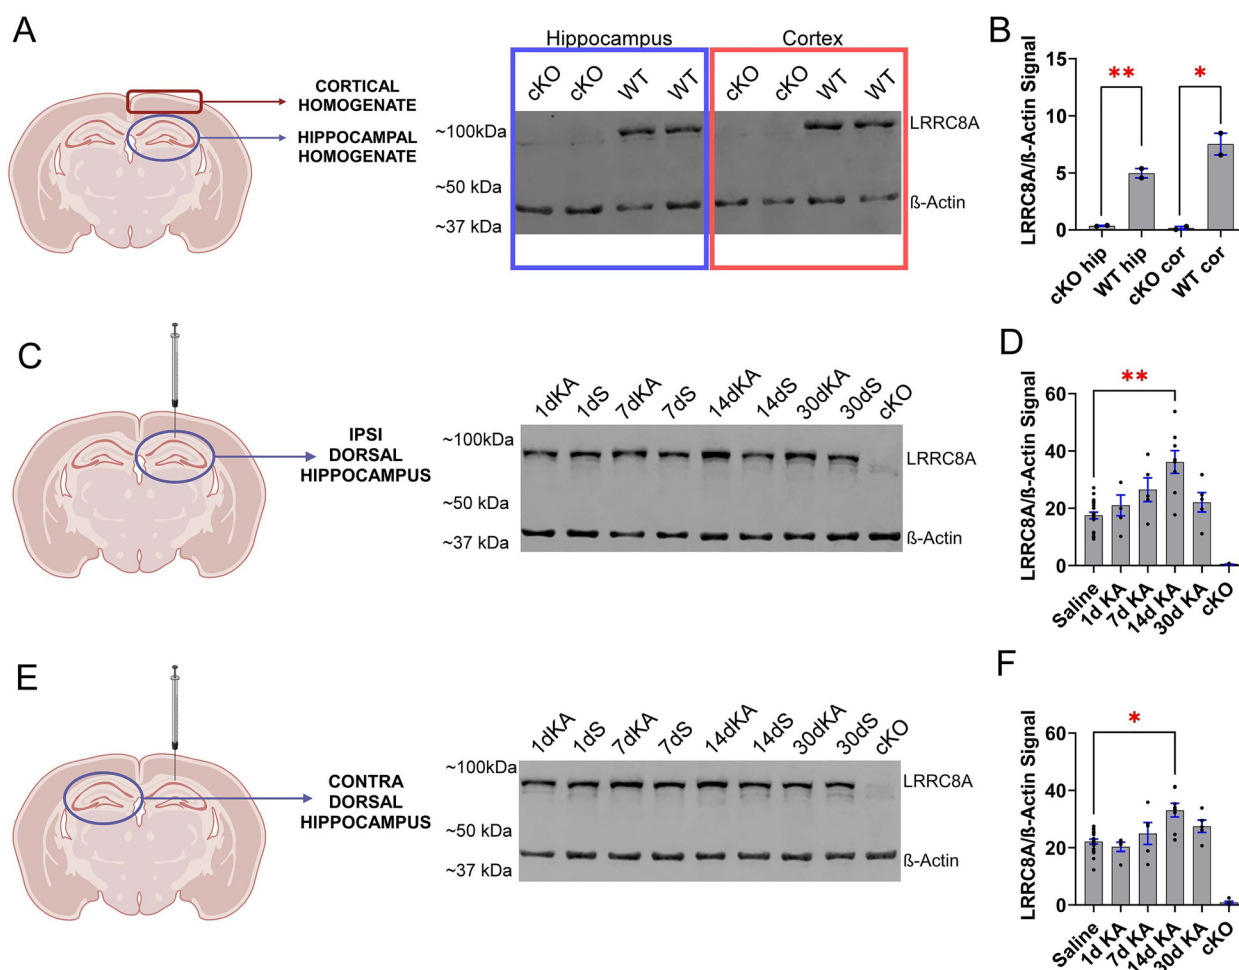 A
Hippocampus
Cortex
cKO cKO WT WT cKO cKO WT WT
CORTICAL
HOMOGENATE
HIPPOCAMPAL
HOMOGENATE
~100kDa
~50 kDa
~37 kDa
LRRC8A
ß-Actin
B
LRRC8A/ß-Actin Signal
15
10
5
0
**
*
cKO hip
WT hip
cKO cor
WT cor
C
IPSI
DORSAL
HIPPOCAMPUS
1dKA 1dS 7dKA 7dS 14dKA 14dS 30dKA 30dS cKO
~100kDa
~50 kDa
~37 kDa
LRRC8A
ß-Actin
D
LRRC8A/ß-Actin Signal
60
40
20
0
**
Saline
1d KA
7d KA
14d KA
30d KA
cKO
E
CONTRA
DORSAL
HIPPOCAMPUS
1dKA 1dS 7dKA 7dS 14dKA 14dS 30dKA 30dS cKO
~100kDa
~50 kDa
~37 kDa
LRRC8A
ß-Actin
F
LRRC8A/ß-Actin Signal
60
40
20
0
*
Saline
1d KA
7d KA
14d KA
30d KA
cKO